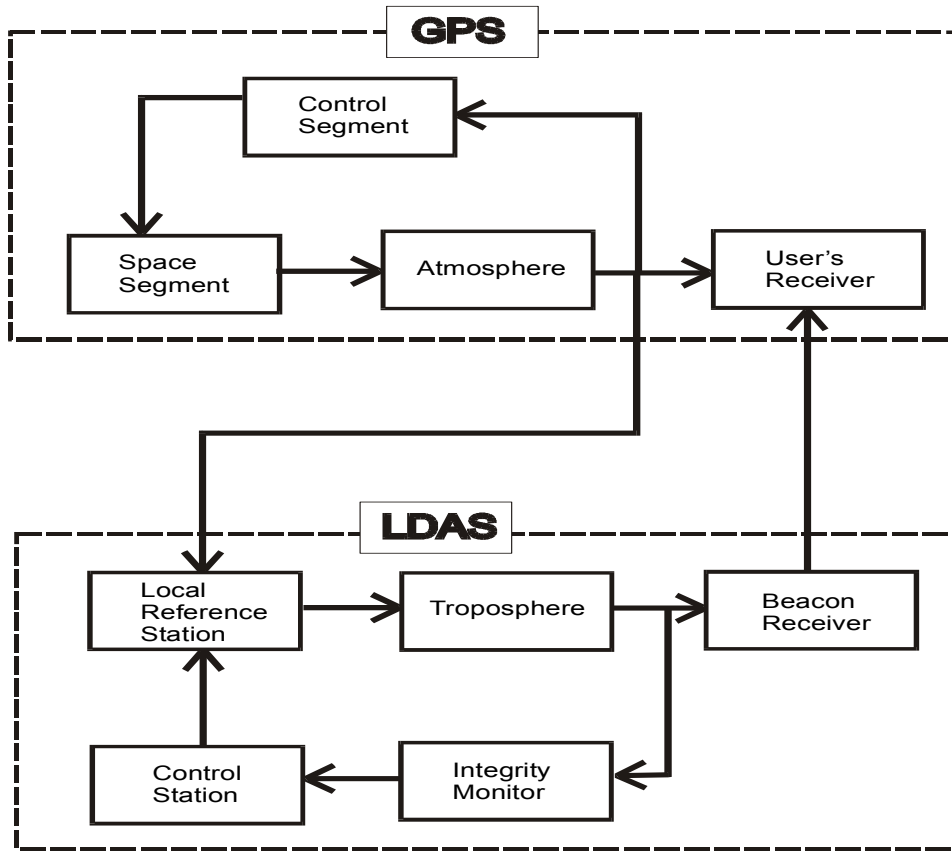 GPS
Control
Segment
Space
Segment
Atmosphere
User's
Receiver
LDAS
Local
Reference
Station
Troposphere
Beacon
Receiver
Control
Station
Integrity
Monitor